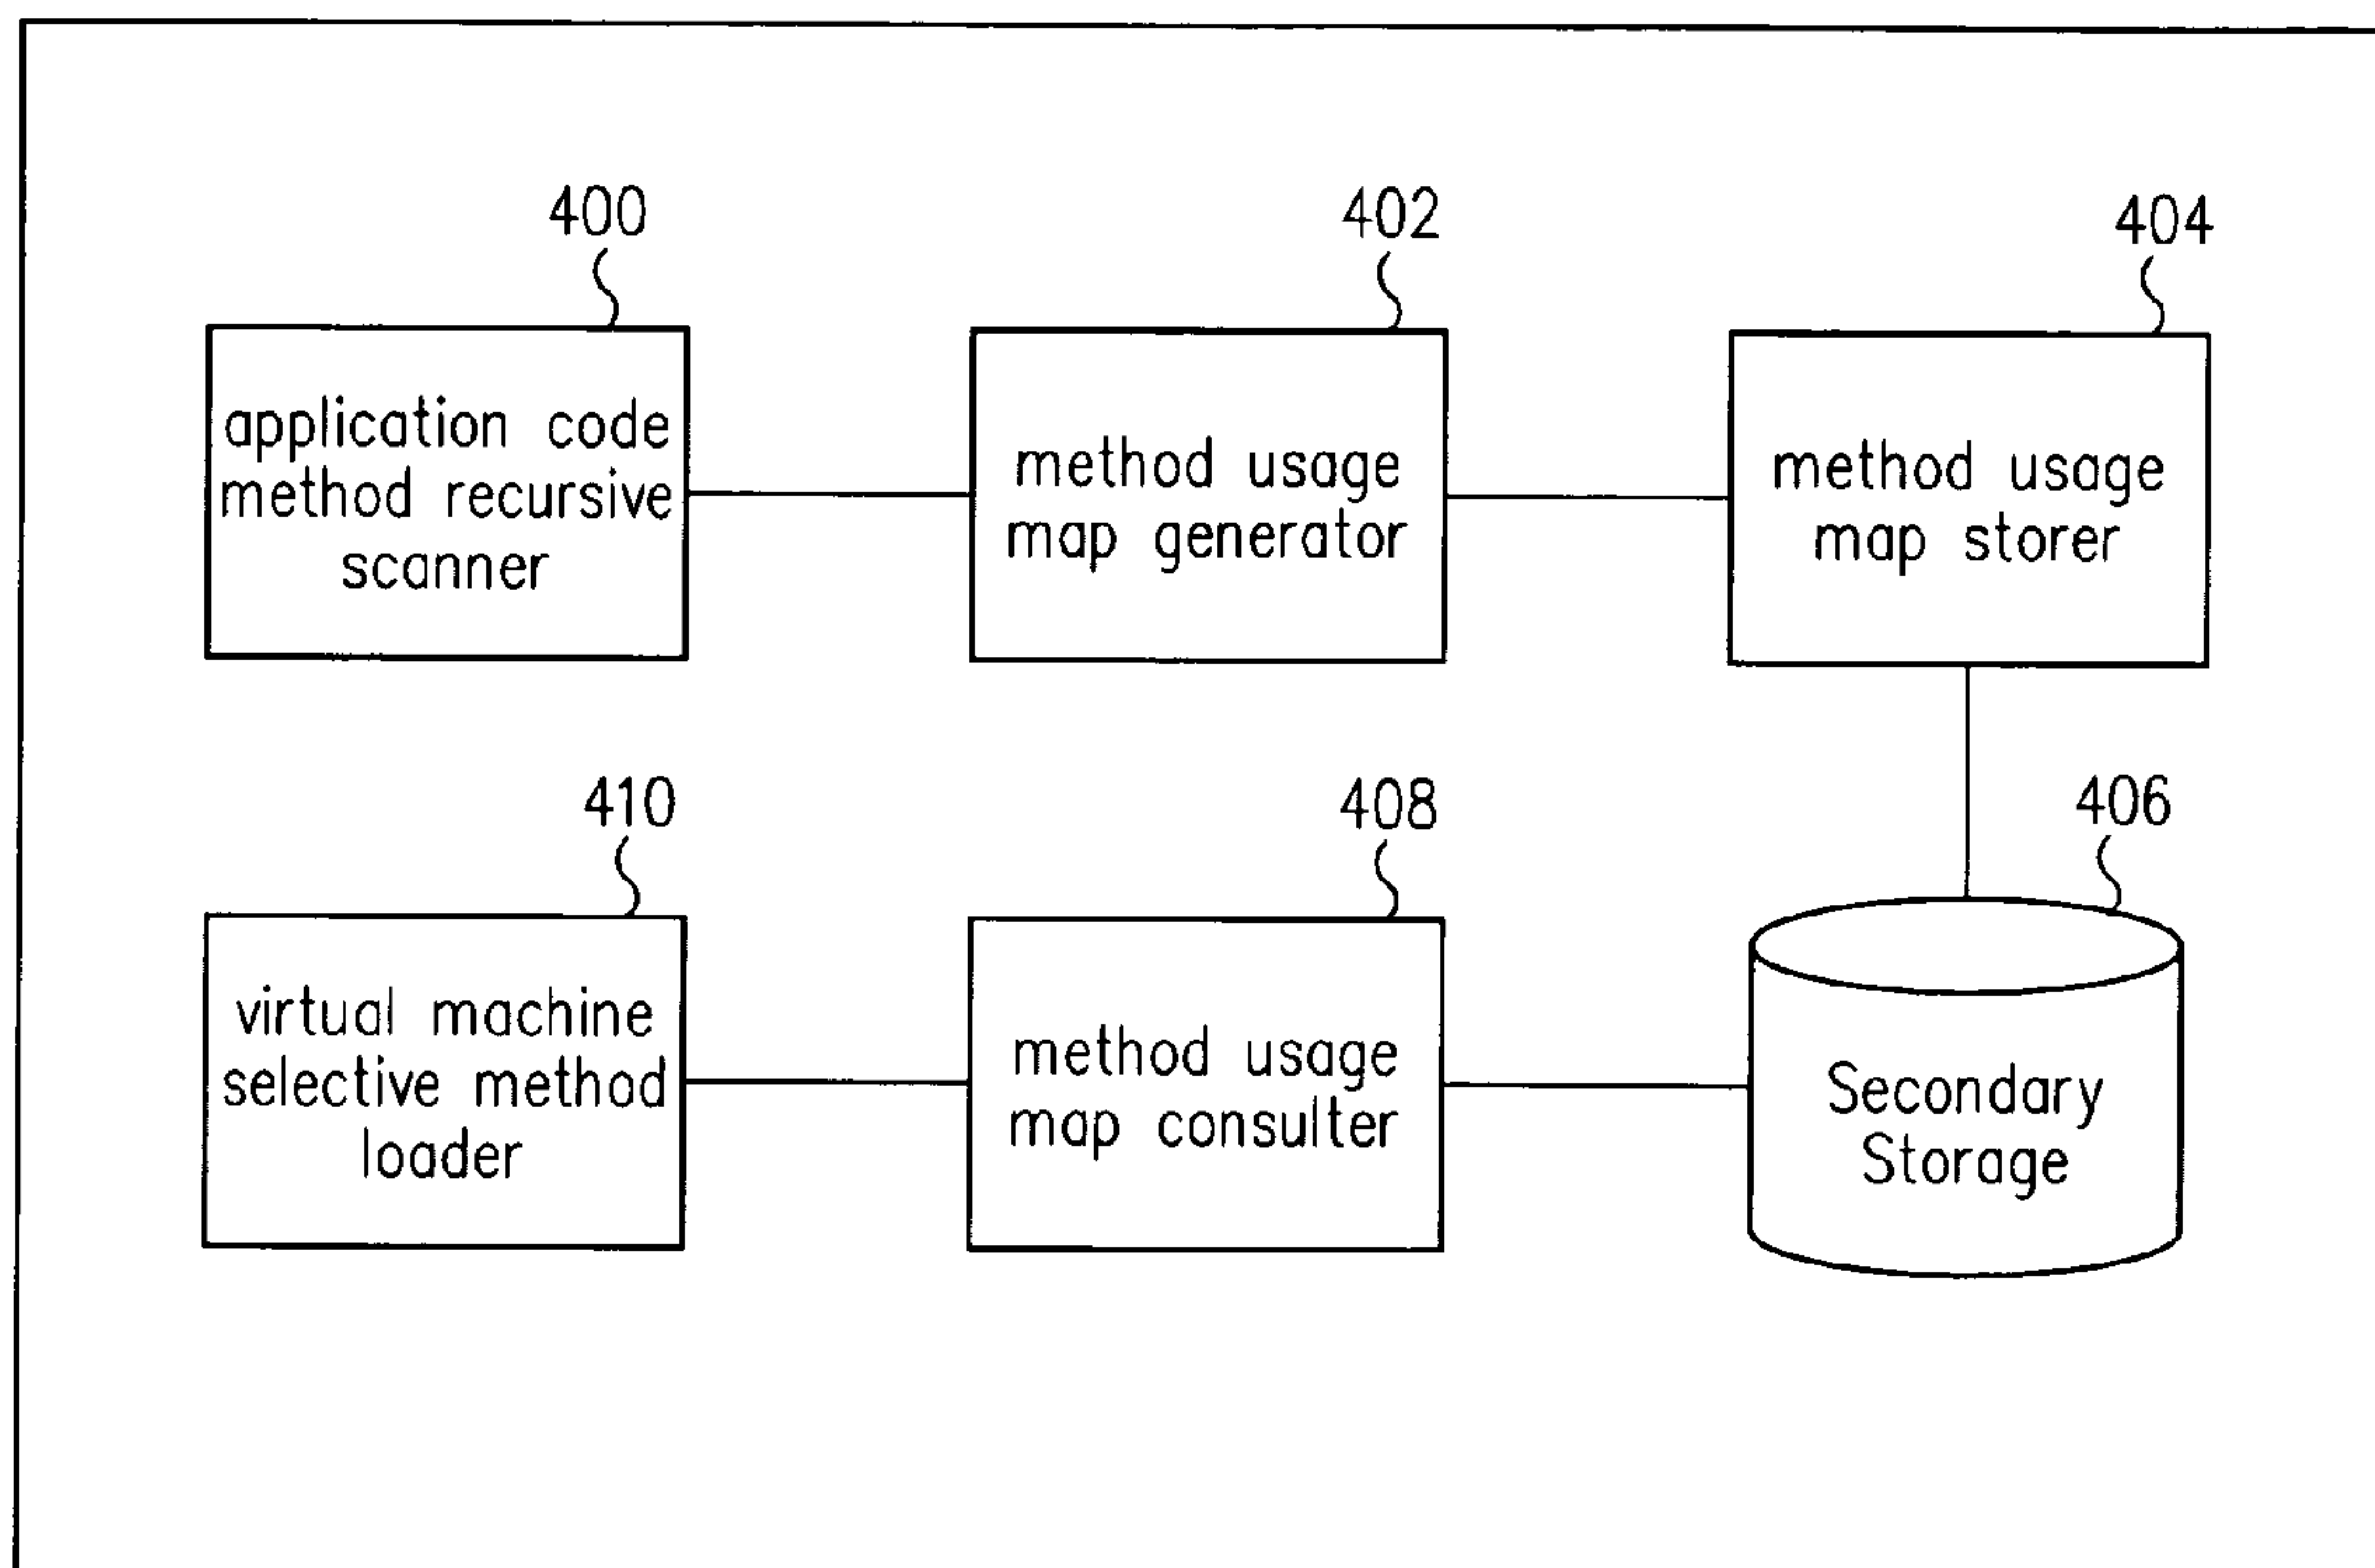 400
402
404
application code
method recursive
scanner
method usage
map generator
method usage
map storer
410
408
406
virtual machine
selective method
loader
method usage
map consulter
Secondary
Storage